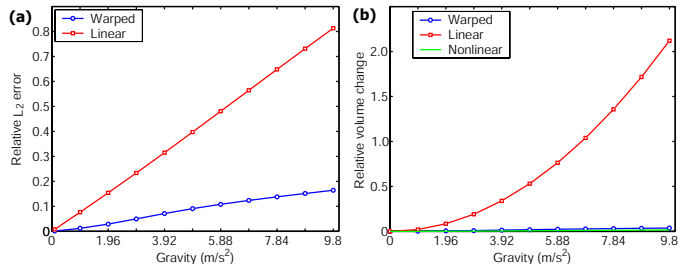 (a)
Warped
Linear
Relative L2 error
0.8
0.7
0.6
0.5
0.4
0.3
0.2
0.1
0
0 1.96 3.92 5.88 7.84 9.8
Gravity (m/s2)
(b)
Warped
Linear
Nonlinear
Relative volume change
2.0
1.5
1.0
0.5
0
0 1.96 3.92 5.88 7.84 9.8
Gravity (m/s2)